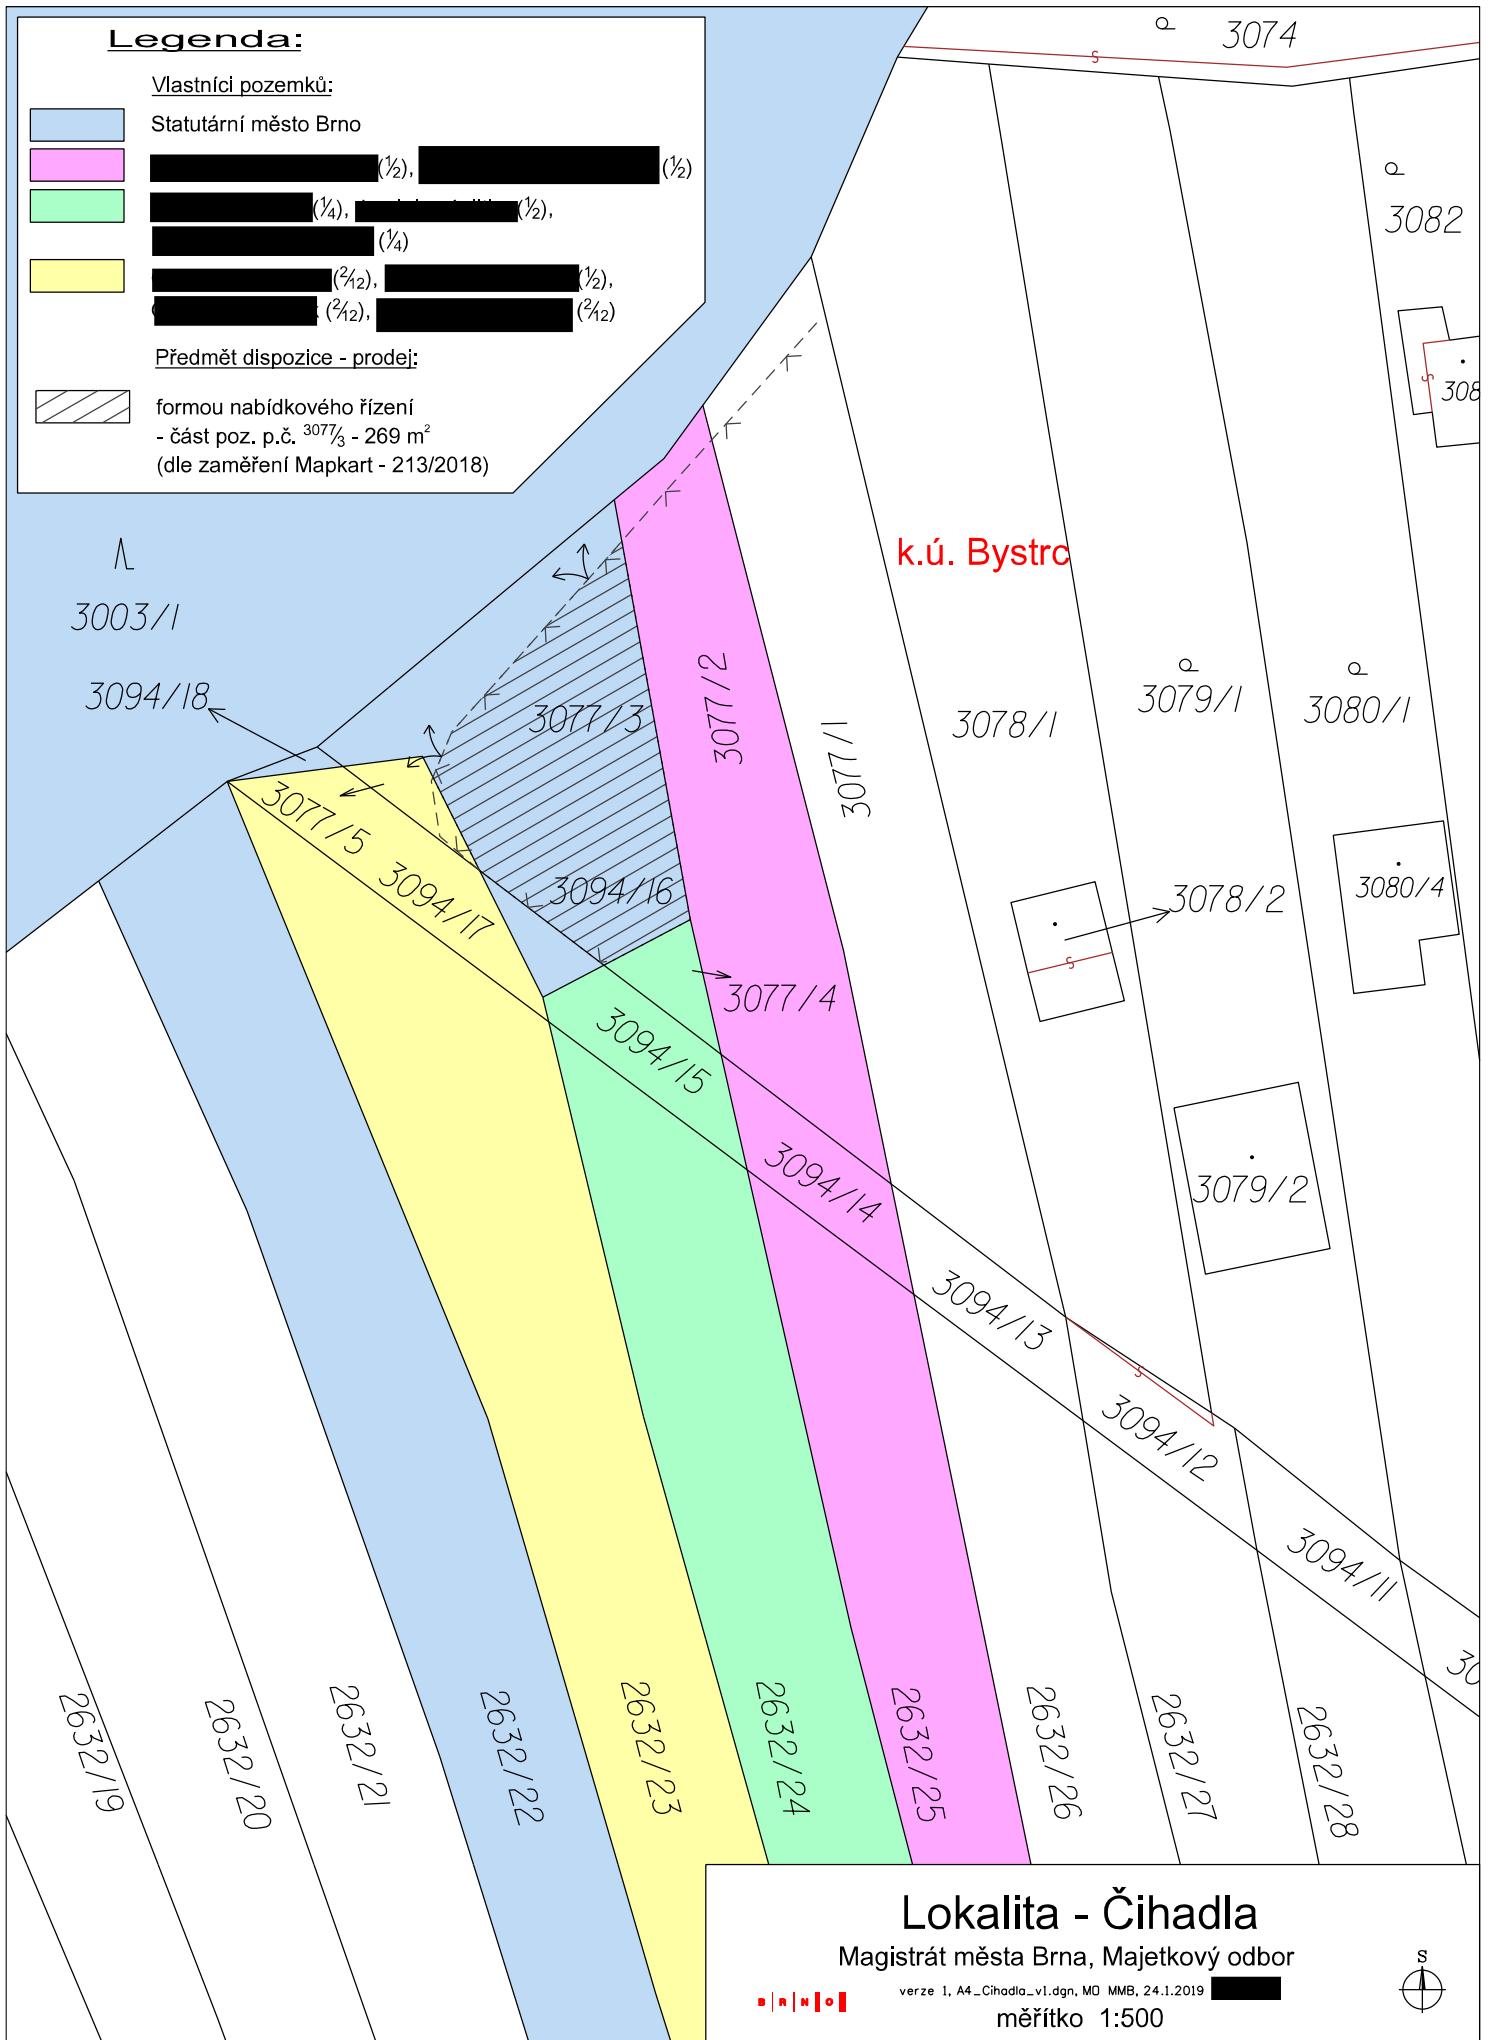 Legenda:
Vlastníci pozemků:
Statutární město Brno
(1/2), (1/2)
(1/4), (1/2),
(1/4)
(2/12), (1/2),
(2/12), (2/12)
Předmět dispozice - prodej:
formou nabídkového řízení
- část poz. p.č. 3077/3 - 269 m²
(dle zaměření Mapkart - 213/2018)
3074
3082
308
k.ú. Bystrc
3003/1
3094/18
3077/3
3077/2
3077/1
3078/1
3079/1
3080/1
3077/5
3094/17
3094/16
3078/2
3080/4
3077/4
3094/15
3094/14
3079/2
3094/13
3094/12
3094/11
30
2632/19
2632/20
2632/21
2632/22
2632/23
2632/24
2632/25
2632/26
2632/27
2632/28
Lokalita - Čihadla
Magistrát města Brna, Majetkový odbor
verze 1, A4_Cihadla_v1.dgn, MO MMB, 24.1.2019
měřítko 1:500
BRNO
S